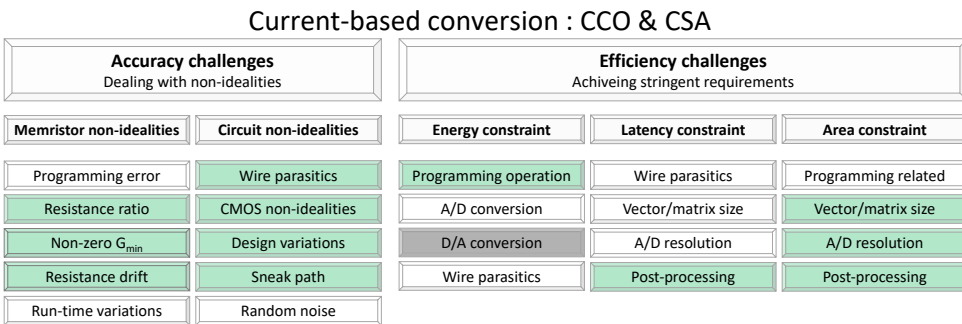 Current-based conversion : CCO & CSA
Accuracy challenges
Dealing with non-idealities
Efficiency challenges
Achiveing stringent requirements
Memristor non-idealities
Circuit non-idealities
Energy constraint
Latency constraint
Area constraint
Programming error
Wire parasitics
Programming operation
Wire parasitics
Programming related
Resistance ratio
CMOS non-idealities
A/D conversion
Vector/matrix size
Vector/matrix size
Non-zero Gmin
Design variations
D/A conversion
A/D resolution
A/D resolution
Resistance drift
Sneak path
Wire parasitics
Post-processing
Post-processing
Run-time variations
Random noise